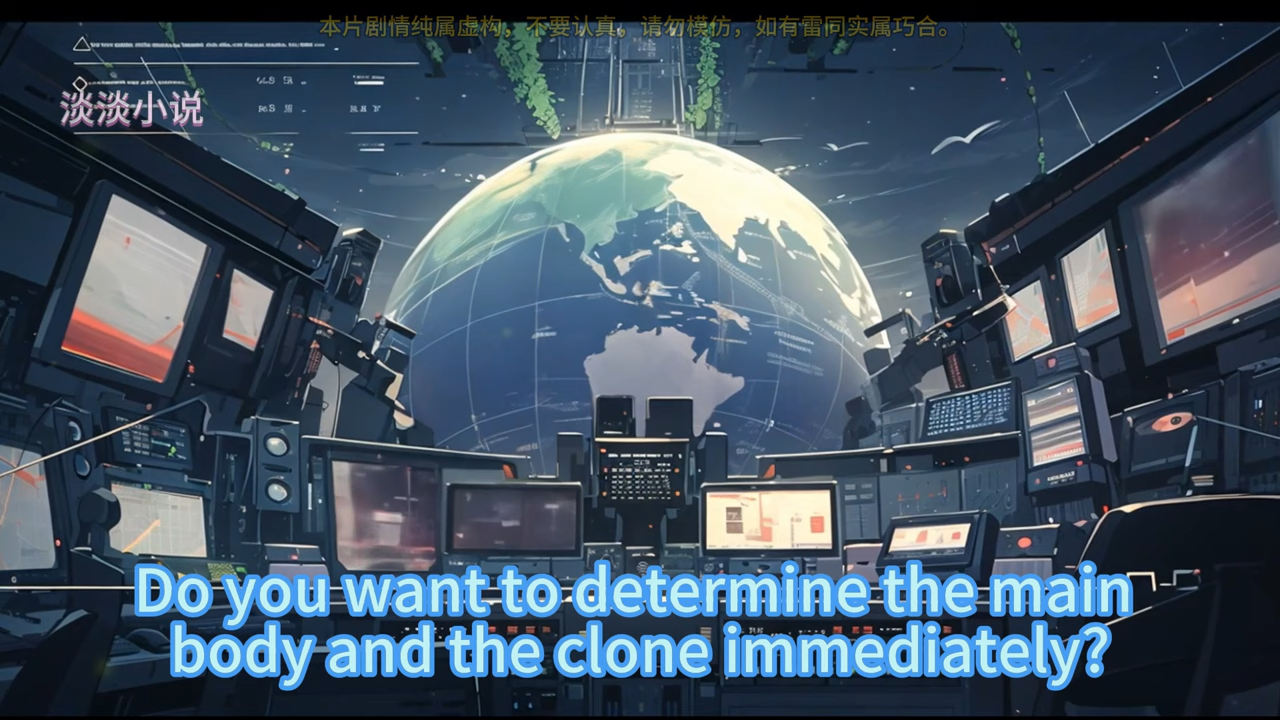 本片剧情纯属虚构，不要认真，请勿模仿，如有雷同实属巧合。
淡淡小说
Do you want to determine the main
body and the clone immediately?